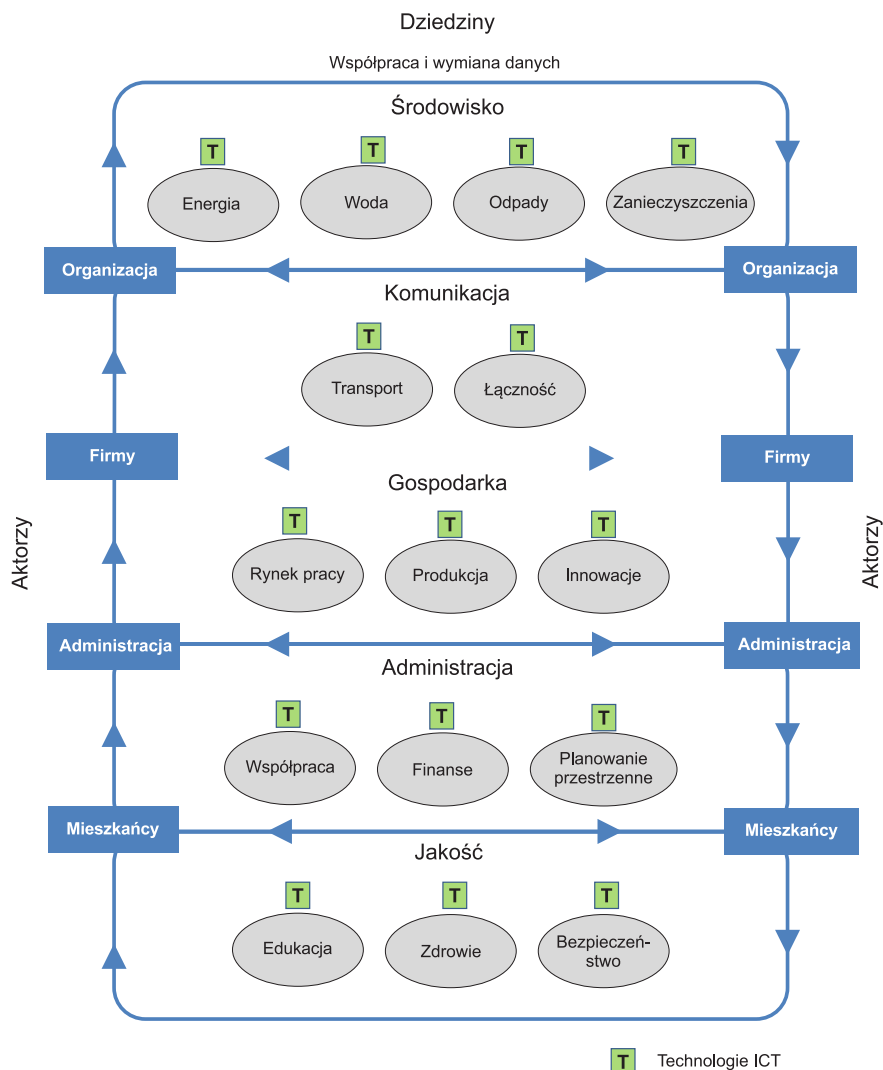 Dziedziny
Współpraca i wymiana danych
Środowisko
T T T T
Energia Woda Odpady Zanieczyszczenia
Organizacja Organizacja
Komunikacja
T T
Transport Łączność
Firmy Firmy
Gospodarka
Aktorzy Aktorzy
T T T
Rynek pracy Produkcja Innowacje
Administracja Administracja
Administracja
T T T
Współpraca Finanse Planowanie
przestrzenne
Mieszkańcy Mieszkańcy
Jakość
T T T
Edukacja Zdrowie Bezpieczeń-
stwo
T Technologie ICT